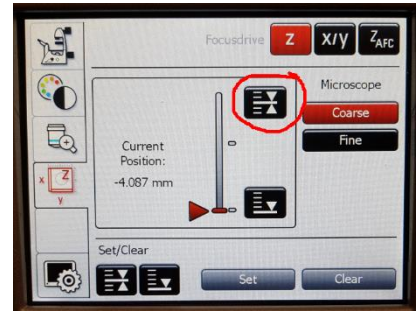 Focusdrive Z X/Y ZAFC
Microscope
Coarse
Fine
Current
Position:
-4.087 mm
x Z
y
Set/Clear
Set Clear